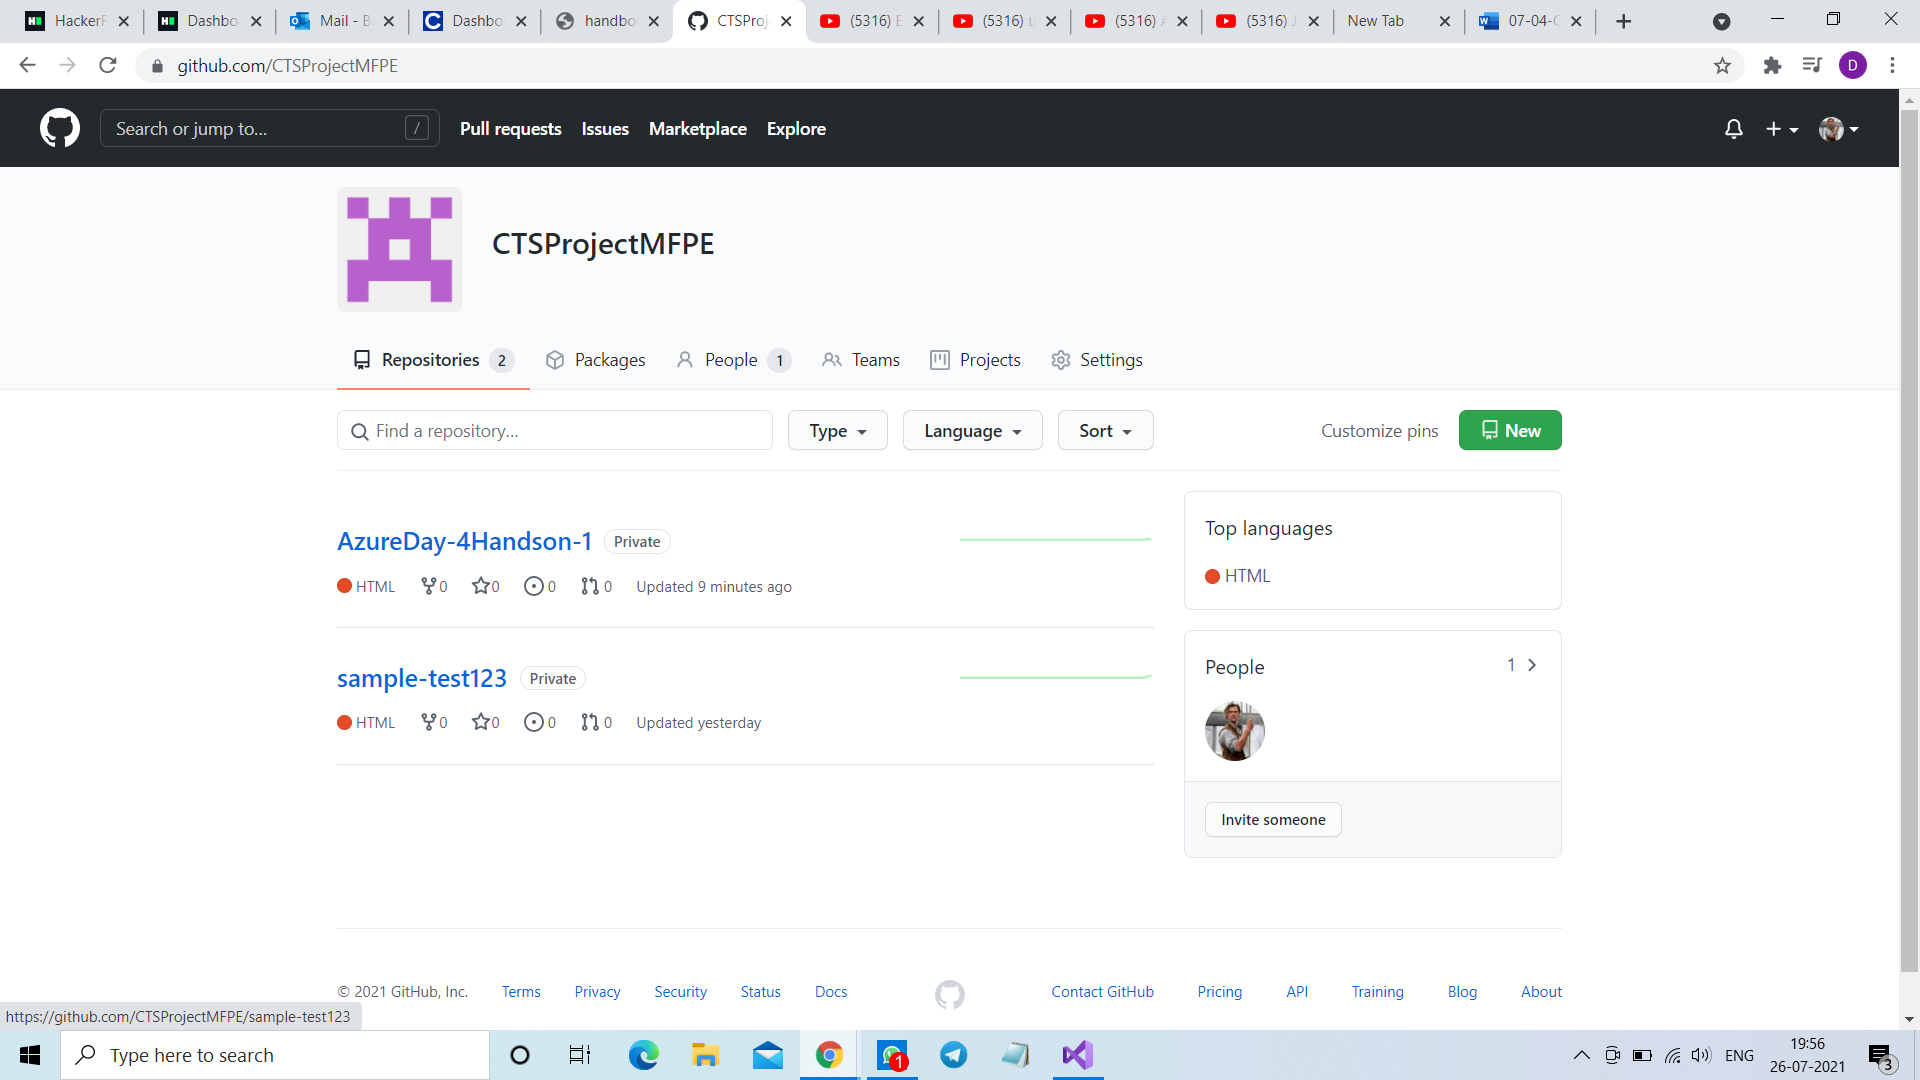 HackerR
Dashbo
Mail - B
Dashbo
handbo
CTSProj
(5316) E
(5316) L
(5316) A
(5316) J
New Tab
07-04-C
github.com/CTSProjectMFPE
D
Search or jump to...
/
Pull requests
Issues
Marketplace
Explore
CTSProjectMFPE
Repositories 2
Packages
People 1
Teams
Projects
Settings
Find a repository...
Type
Language
Sort
Customize pins
New
AzureDay-4Handson-1 Private
HTML 0 0 0 0 Updated 9 minutes ago
sample-test123 Private
HTML 0 0 0 0 Updated yesterday
Top languages
HTML
People 1
Invite someone
© 2021 GitHub, Inc.
Terms
Privacy
Security
Status
Docs
Contact GitHub
Pricing
API
Training
Blog
About
https://github.com/CTSProjectMFPE/sample-test123
Type here to search
1
ENG
19:56
26-07-2021
3